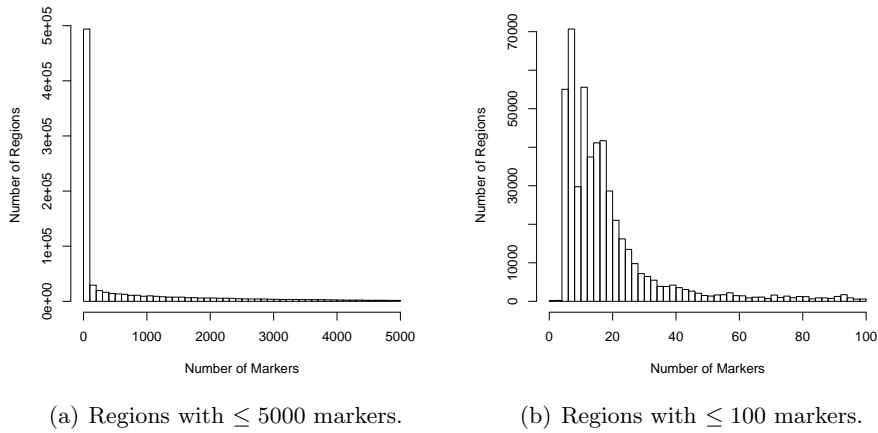 Number of Regions
5e+05
4e+05
3e+05
2e+05
1e+05
0e+00
0 1000 2000 3000 4000 5000
Number of Markers
(a) Regions with ≤ 5000 markers.
Number of Regions
70000
50000
30000
10000
0
0 20 40 60 80 100
Number of Markers
(b) Regions with ≤ 100 markers.